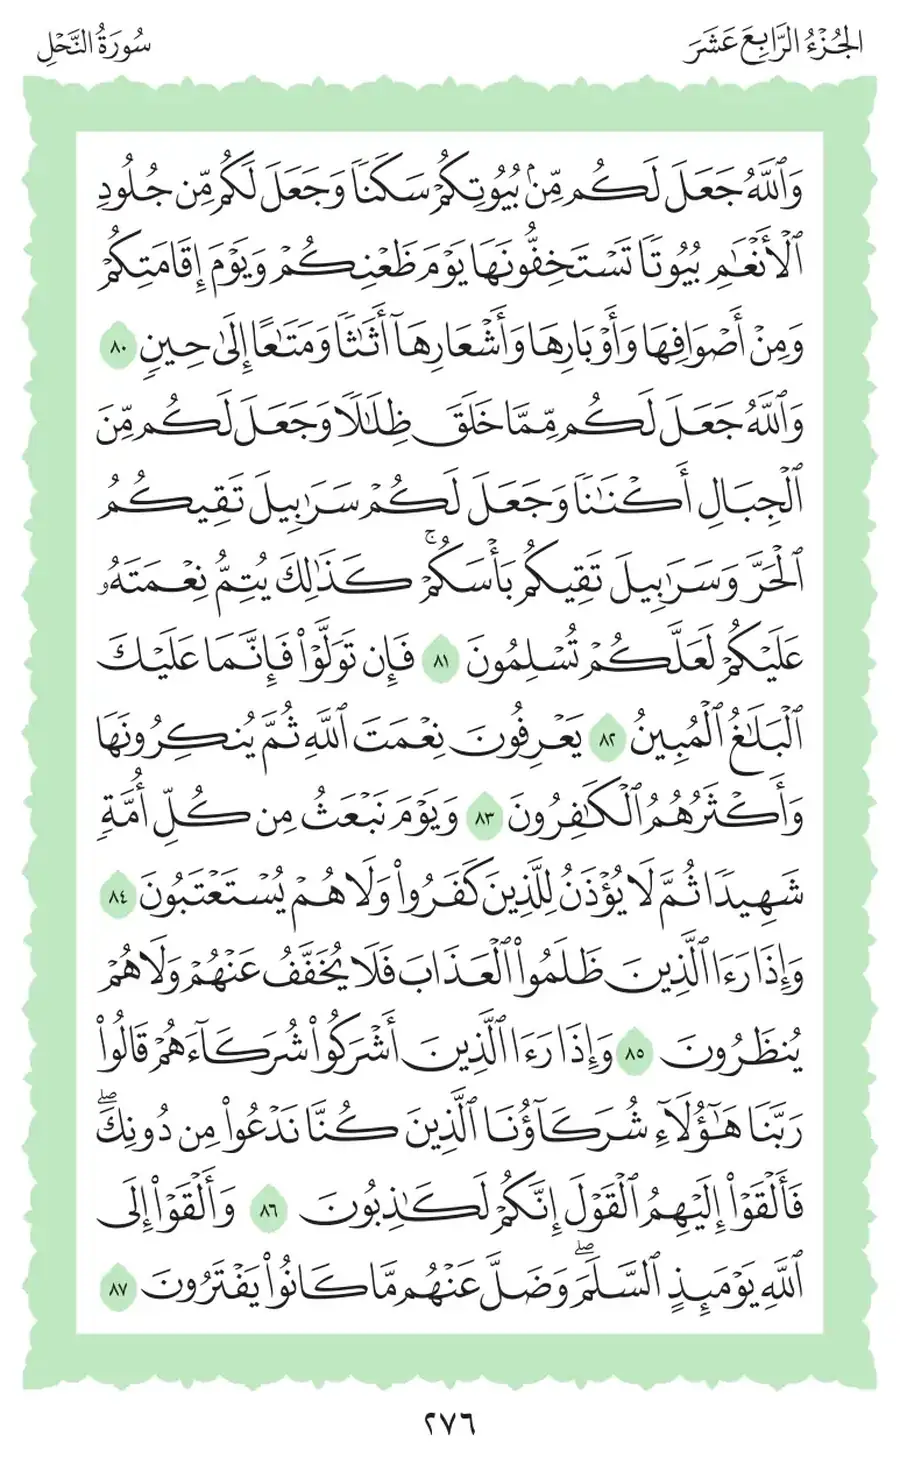 الجُزْءُ الرَّابِعَ عَشَرَ
سُورَةُ النَّحْلِ
وَٱللَّهُ جَعَلَ لَكُم مِّنۢ بُيُوتِكُمْ سَكَنًا وَجَعَلَ لَكُم مِّن جُلُودِ
ٱلْأَنْعَـٰمِ بُيُوتًا تَسْتَخِفُّونَهَا يَوْمَ ظَعْنِكُمْ وَيَوْمَ إِقَامَتِكُمْ
وَمِنْ أَصْوَافِهَا وَأَوْبَارِهَا وَأَشْعَارِهَآ أَثَـٰثًا وَمَتَـٰعًا إِلَىٰ حِينٍ ٨٠
وَٱللَّهُ جَعَلَ لَكُم مِّمَّا خَلَقَ ظِلَـٰلًا وَجَعَلَ لَكُم مِّنَ
ٱلْجِبَالِ أَكْنَـٰنًا وَجَعَلَ لَكُمْ سَرَٰبِيلَ تَقِيكُمُ
ٱلْحَرَّ وَسَرَٰبِيلَ تَقِيكُم بَأْسَكُمْ ۚ كَذَٰلِكَ يُتِمُّ نِعْمَتَهُۥ
عَلَيْكُمْ لَعَلَّكُمْ تُسْلِمُونَ ٨١ فَإِن تَوَلَّوْا۟ فَإِنَّمَا عَلَيْكَ
ٱلْبَلَـٰغُ ٱلْمُبِينُ ٨٢ يَعْرِفُونَ نِعْمَتَ ٱللَّهِ ثُمَّ يُنكِرُونَهَا
وَأَكْثَرُهُمُ ٱلْكَـٰفِرُونَ ٨٣ وَيَوْمَ نَبْعَثُ مِن كُلِّ أُمَّةٍ
شَهِيدًا ثُمَّ لَا يُؤْذَنُ لِلَّذِينَ كَفَرُوا۟ وَلَا هُمْ يُسْتَعْتَبُونَ ٨٤
وَإِذَا رَءَا ٱلَّذِينَ ظَلَمُوا۟ ٱلْعَذَابَ فَلَا يُخَفَّفُ عَنْهُمْ وَلَا هُمْ
يُنظَرُونَ ٨٥ وَإِذَا رَءَا ٱلَّذِينَ أَشْرَكُوا۟ شُرَكَآءَهُمْ قَالُوا۟
رَبَّنَا هَـٰٓؤُلَآءِ شُرَكَآؤُنَا ٱلَّذِينَ كُنَّا نَدْعُوا۟ مِن دُونِكَ ۖ
فَأَلْقَوْا۟ إِلَيْهِمُ ٱلْقَوْلَ إِنَّكُمْ لَكَـٰذِبُونَ ٨٦ وَأَلْقَوْا۟ إِلَى
ٱللَّهِ يَوْمَئِذٍ ٱلسَّلَمَ ۖ وَضَلَّ عَنْهُم مَّا كَانُوا۟ يَفْتَرُونَ ٨٧
٢٧٦